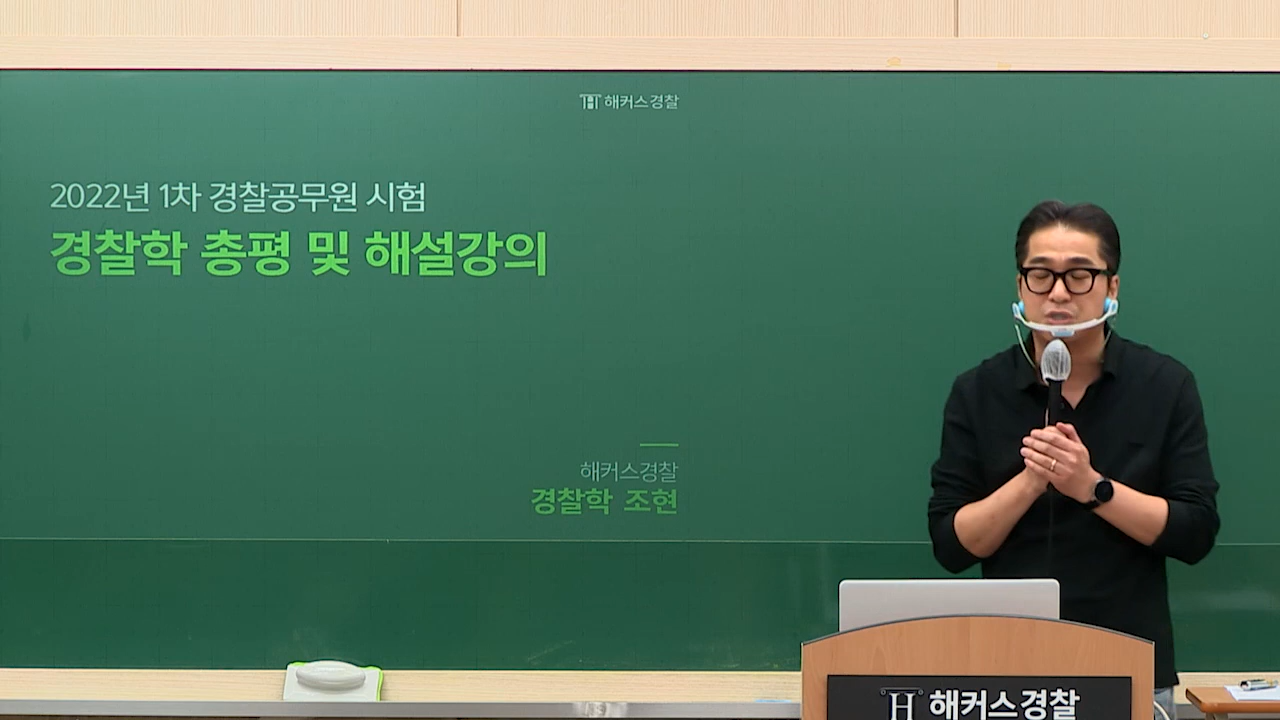 해커스경찰
2022년 1차 경찰공무원 시험
경찰학 총평 및 해설강의
해커스경찰
경찰학 조현
H 해커스경찰